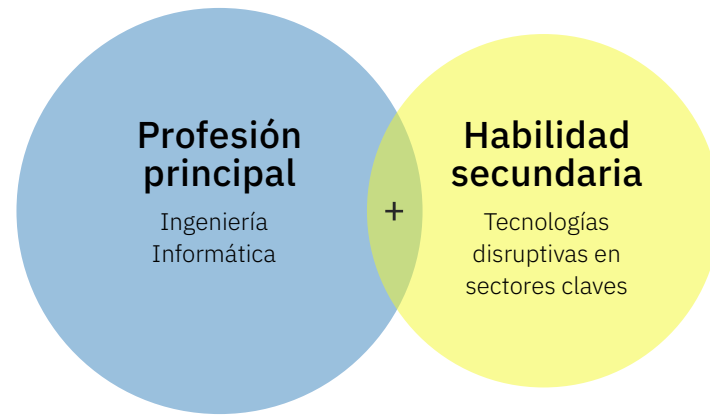 Profesión
principal
Ingeniería
Informática
+
Habilidad
secundaria
Tecnologías
disruptivas en
sectores claves